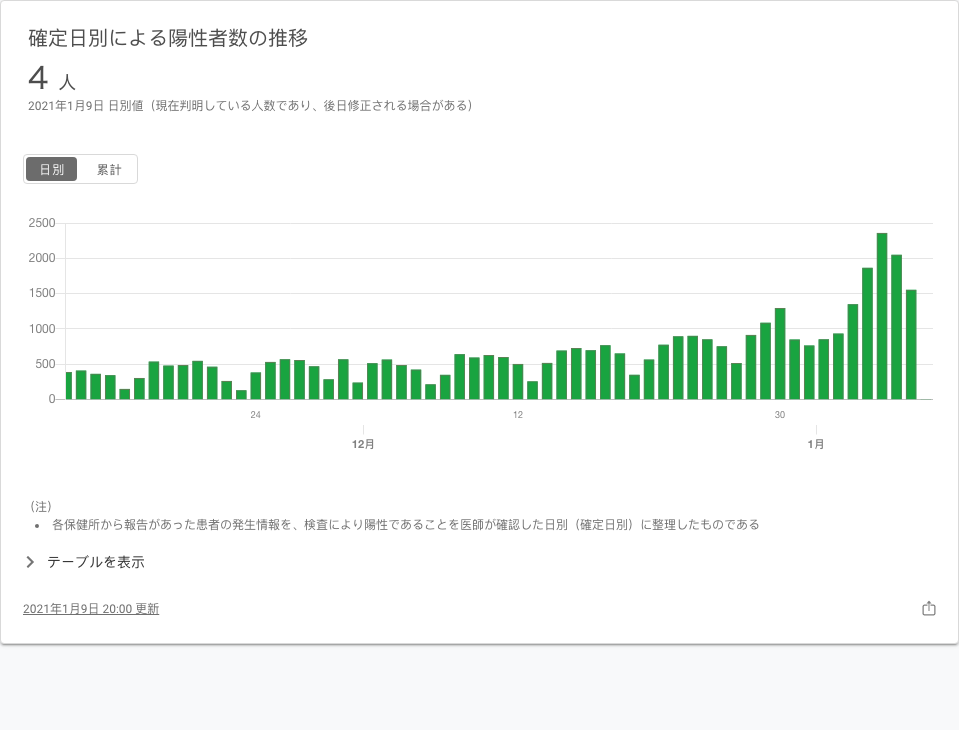 確定日別による陽性者数の推移
4 人
2021年1月9日 日別値（現在判明している人数であり、後日修正される場合がある）
日別 累計
2500
2000
1500
1000
500
0
24 12 30
12月 1月
（注）
• 各保健所から報告があった患者の発生情報を、検査により陽性であることを医師が確認した日別（確定日別）に整理したものである
テーブルを表示
2021年1月9日 20:00 更新